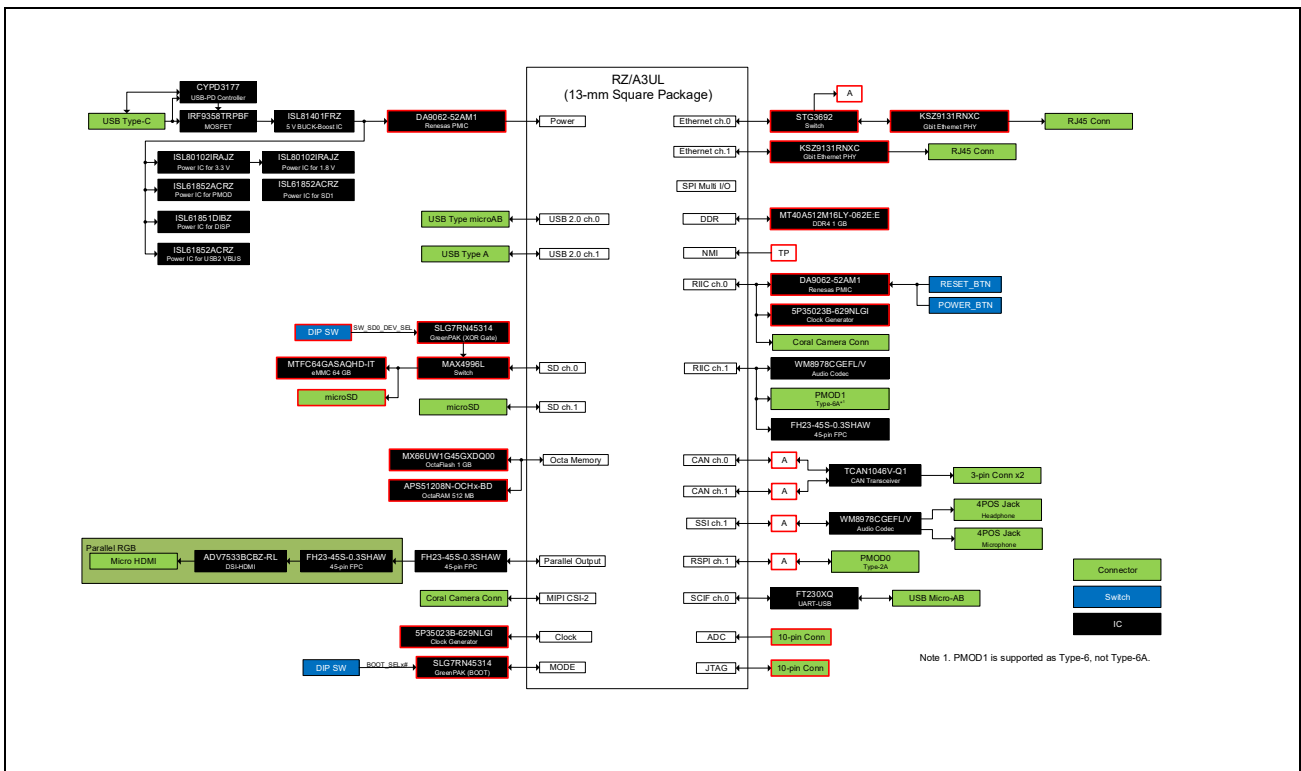 RZ/A3UL
(13-mm Square Package)
CYPD3177
USB-PD Controller
USB Type-C
IRF9358TRPBF
MOSFET
ISL81401FRZ
5 V BUCK-Boost IC
DA9062-52AM1
Renesas PMIC
Power
ISL80102IRAJZ
Power IC for 3.3 V
ISL80102IRAJZ
Power IC for 1.8 V
ISL61852ACRZ
Power IC for PMOD
ISL61852ACRZ
Power IC for SD1
ISL61851DIBZ
Power IC for DISP
ISL61852ACRZ
Power IC for USB2 VBUS
USB Type microAB
USB 2.0 ch.0
USB Type A
USB 2.0 ch.1
DIP SW
SW_SD0_DEV_SEL
SLG7RN45314
GreenPAK (XOR Gate)
MTFC64GASAQHD-IT
eMMC 64 GB
MAX4996L
Switch
SD ch.0
microSD
microSD
SD ch.1
MX66UW1G45GXDQ00
OctaFlash 1 GB
Octa Memory
APS51208N-OCHx-BD
OctaRAM 512 MB
Parallel RGB
Micro HDMI
ADV7533BCBZ-RL
DSI-HDMI
FH23-45S-0.3SHAW
45-pin FPC
FH23-45S-0.3SHAW
45-pin FPC
Parallel Output
Coral Camera Conn
MIPI CSI-2
5P35023B-629NLGI
Clock Generator
Clock
DIP SW
BOOT_SELx#
SLG7RN45314
GreenPAK (BOOT)
MODE
A
Ethernet ch.0
STG3692
Switch
KSZ9131RNXC
Gbit Ethernet PHY
RJ45 Conn
Ethernet ch.1
KSZ9131RNXC
Gbit Ethernet PHY
RJ45 Conn
SPI Multi I/O
DDR
MT40A512M16LY-062E:E
DDR4 1 GB
NMI
TP
RIIC ch.0
DA9062-52AM1
Renesas PMIC
RESET_BTN
POWER_BTN
5P35023B-629NLGI
Clock Generator
Coral Camera Conn
RIIC ch.1
WM8978CGEFL/V
Audio Codec
PMOD1
Type-6A*1
FH23-45S-0.3SHAW
45-pin FPC
CAN ch.0
A
TCAN1046V-Q1
CAN Transceiver
3-pin Conn x2
CAN ch.1
A
SSI ch.1
A
WM8978CGEFL/V
Audio Codec
4POS Jack
Headphone
4POS Jack
Microphone
RSPI ch.1
A
PMOD0
Type-2A
SCIF ch.0
FT230XQ
UART-USB
USB Micro-AB
ADC
10-pin Conn
JTAG
10-pin Conn
Connector
Switch
IC
Note 1. PMOD1 is supported as Type-6, not Type-6A.